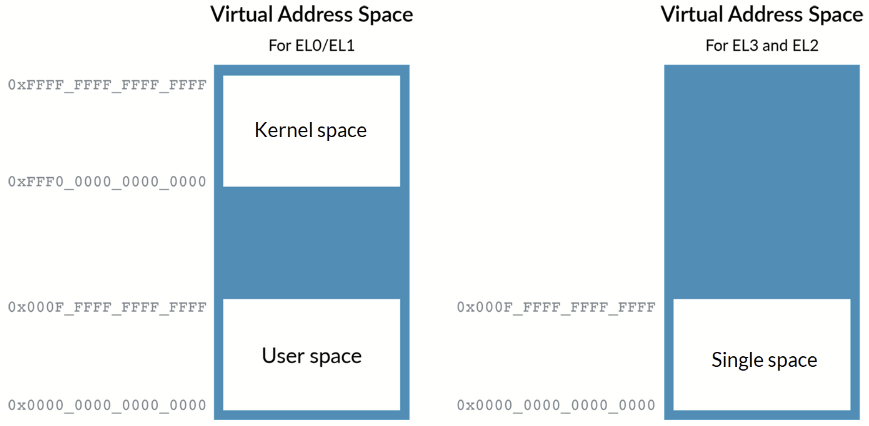 Virtual Address Space
For EL0/EL1
0xFFFF_FFFF_FFFF_FFFF
Kernel space
0xFFF0_0000_0000_0000
0x000F_FFFF_FFFF_FFFF
User space
0x0000_0000_0000_0000
Virtual Address Space
For EL3 and EL2
0x000F_FFFF_FFFF_FFFF
Single space
0x0000_0000_0000_0000